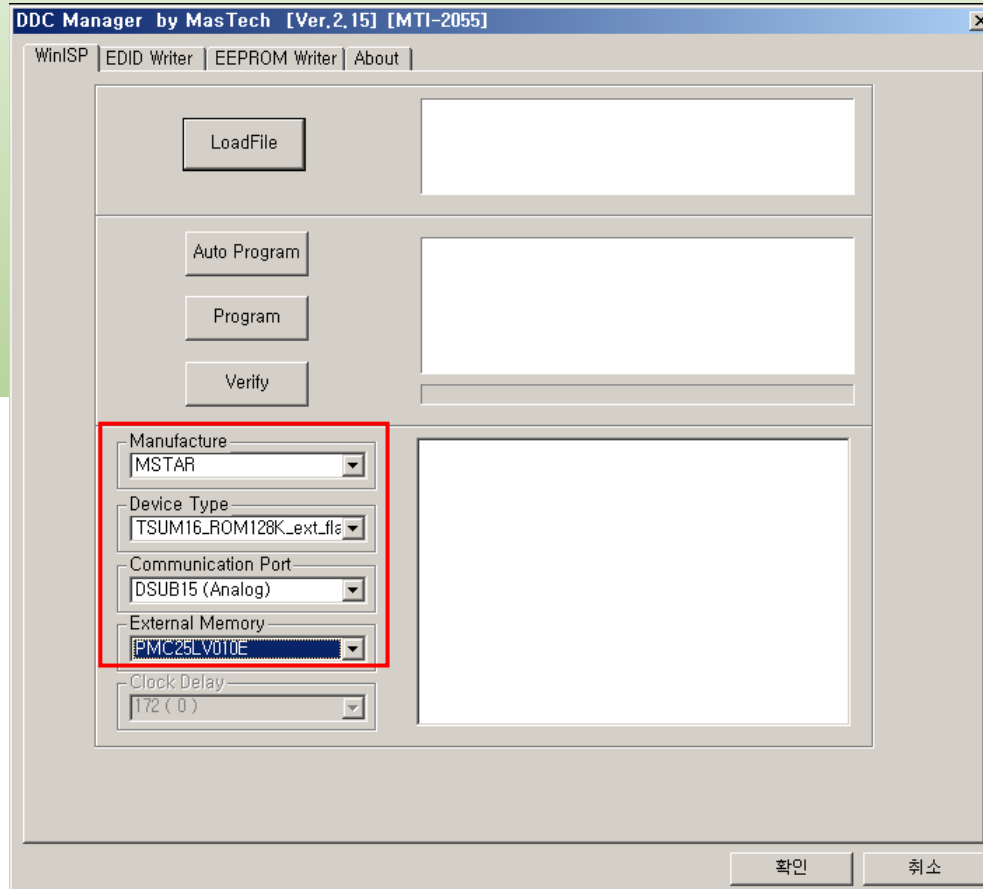 DDC Manager by MasTech [Ver,2,15] [MTI-2055]
WinISP EDID Writer EEPROM Writer About
LoadFile
Auto Program
Program
Verify
Manufacture
MSTAR
Device Type
TSUM16_ROM128K_ext_fla
Communication Port
DSUB15 (Analog)
External Memory
PMC25LV010E
Clock Delay
172 ( 0 )
확인 취소